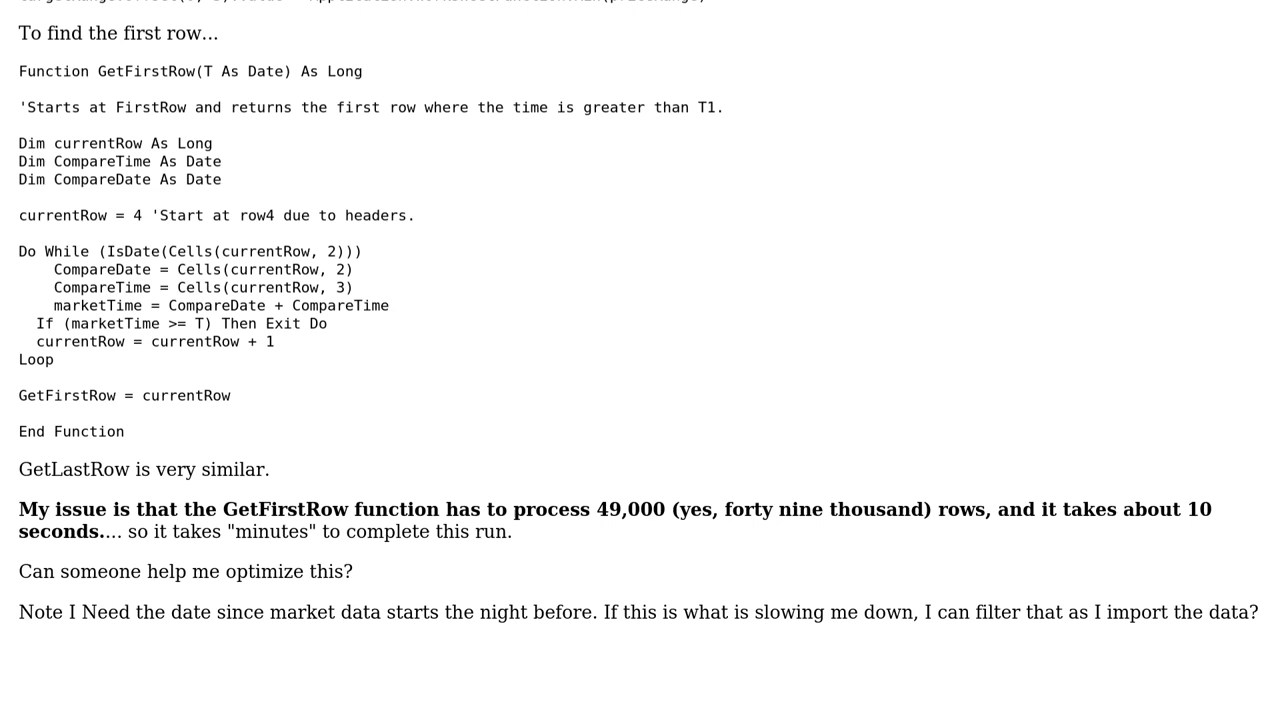 To find the first row...
Function GetFirstRow(T As Date) As Long
'Starts at FirstRow and returns the first row where the time is greater than T1.
Dim currentRow As Long
Dim CompareTime As Date
Dim CompareDate As Date
currentRow = 4 'Start at row4 due to headers.
Do While (IsDate(Cells(currentRow, 2)))
    CompareDate = Cells(currentRow, 2)
    CompareTime = Cells(currentRow, 3)
    marketTime = CompareDate + CompareTime
  If (marketTime >= T) Then Exit Do
  currentRow = currentRow + 1
Loop
GetFirstRow = currentRow
End Function
GetLastRow is very similar.
My issue is that the GetFirstRow function has to process 49,000 (yes, forty nine thousand) rows, and it takes about 10
seconds.... so it takes "minutes" to complete this run.
Can someone help me optimize this?
Note I Need the date since market data starts the night before. If this is what is slowing me down, I can filter that as I import the data?